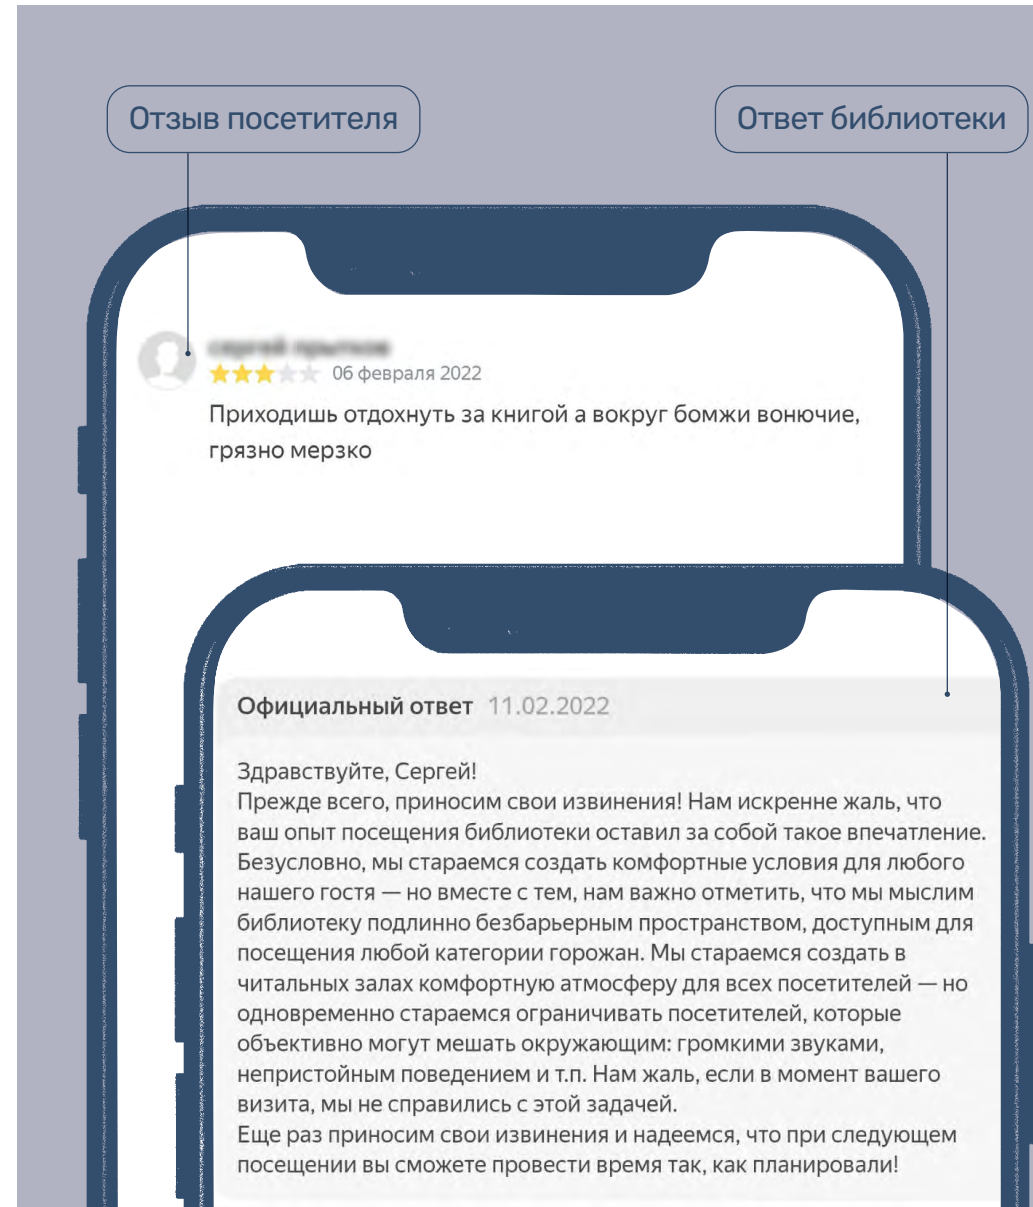 Отзыв посетителя
Ответ библиотеки
06 февраля 2022
Приходишь отдохнуть за книгой а вокруг бомжи вонючие,
грязно мерзко
Официальный ответ 11.02.2022
Здравствуйте, Сергей!
Прежде всего, приносим свои извинения! Нам искренне жаль, что
ваш опыт посещения библиотеки оставил за собой такое впечатление.
Безусловно, мы стараемся создать комфортные условия для любого
нашего гостя — но вместе с тем, нам важно отметить, что мы мыслим
библиотеку подлинно безбарьерным пространством, доступным для
посещения любой категории горожан. Мы стараемся создать в
читальных залах комфортную атмосферу для всех посетителей — но
одновременно стараемся ограничивать посетителей, которые
объективно могут мешать окружающим: громкими звуками,
непристойным поведением и т.п. Нам жаль, если в момент вашего
визита, мы не справились с этой задачей.
Еще раз приносим свои извинения и надеемся, что при следующем
посещении вы сможете провести время так, как планировали!